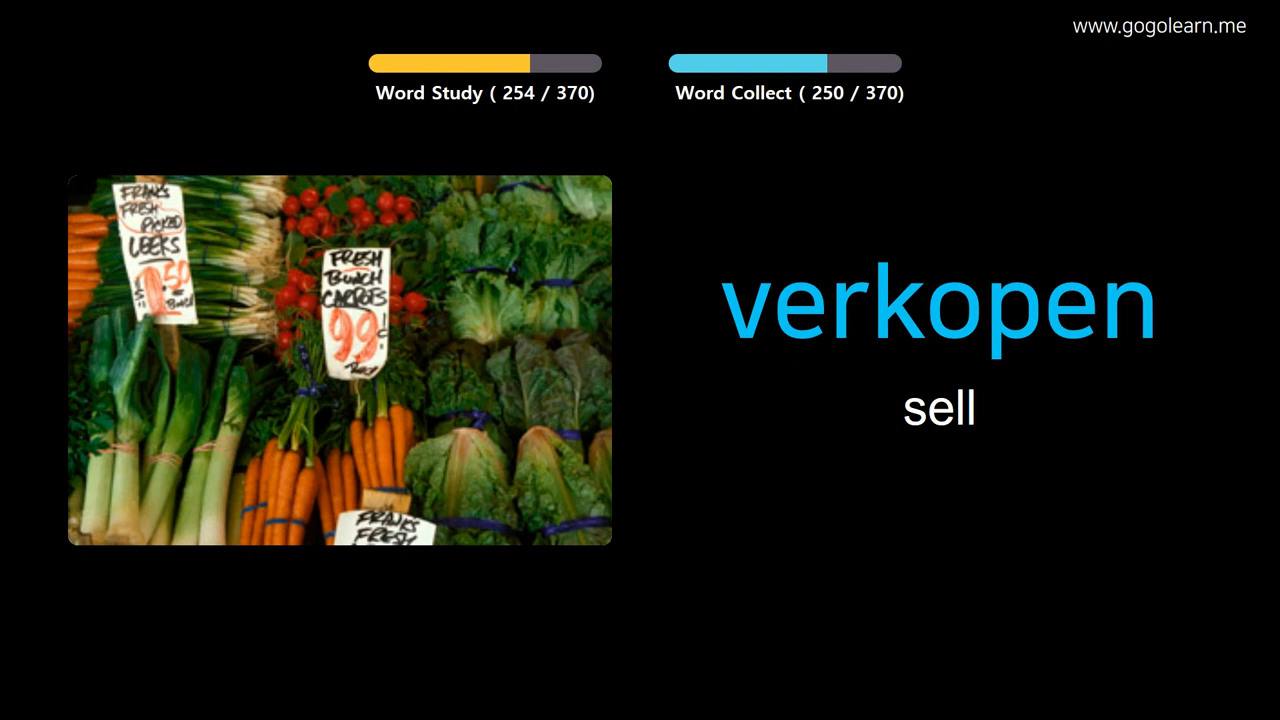 www.gogolearn.me
Word Study ( 254 / 370)
Word Collect ( 250 / 370)
FRANK'S
FRESH
PICKED
LEEKS
FRESH
BUNCH
CARROTS
99¢
verkopen
sell
FRANK'S
FRESH